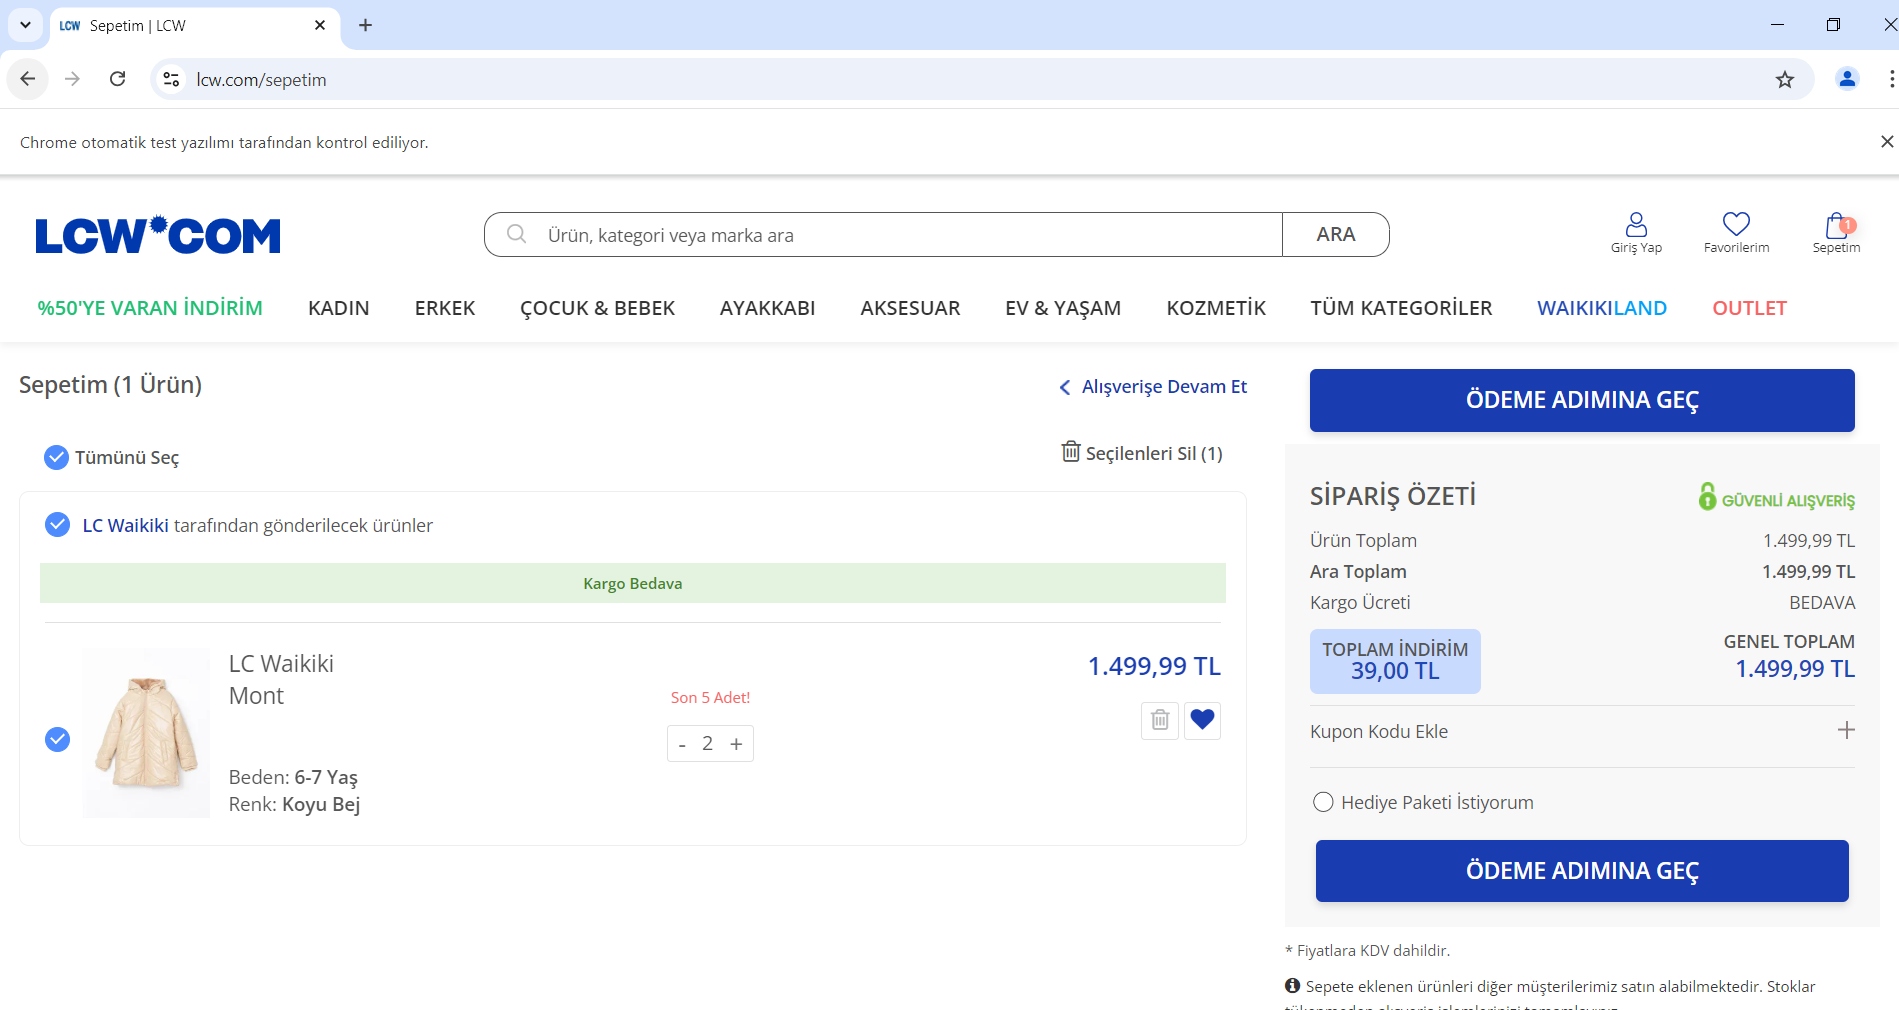 LCW Sepetim | LCW
lcw.com/sepetim
Chrome otomatik test yazılımı tarafından kontrol ediliyor.
LCW COM
Ürün, kategori veya marka ara
ARA
Giriş Yap
Favorilerim
1
Sepetim
%50'YE VARAN İNDİRİM KADIN ERKEK ÇOCUK & BEBEK AYAKKABI AKSESUAR EV & YAŞAM KOZMETİK TÜM KATEGORİLER WAIKIKILAND OUTLET
Sepetim (1 Ürün)
Alışverişe Devam Et
Tümünü Seç
Seçilenleri Sil (1)
LC Waikiki tarafından gönderilecek ürünler
Kargo Bedava
LC Waikiki
Mont
Beden: 6-7 Yaş
Renk: Koyu Bej
Son 5 Adet!
- 2 +
1.499,99 TL
ÖDEME ADIMINA GEÇ
SİPARİŞ ÖZETİ
GÜVENLİ ALIŞVERİŞ
Ürün Toplam 1.499,99 TL
Ara Toplam 1.499,99 TL
Kargo Ücreti BEDAVA
TOPLAM İNDİRİM
39,00 TL
GENEL TOPLAM
1.499,99 TL
Kupon Kodu Ekle
Hediye Paketi İstiyorum
ÖDEME ADIMINA GEÇ
* Fiyatlara KDV dahildir.
Sepete eklenen ürünleri diğer müşterilerimiz satın alabilmektedir. Stoklar